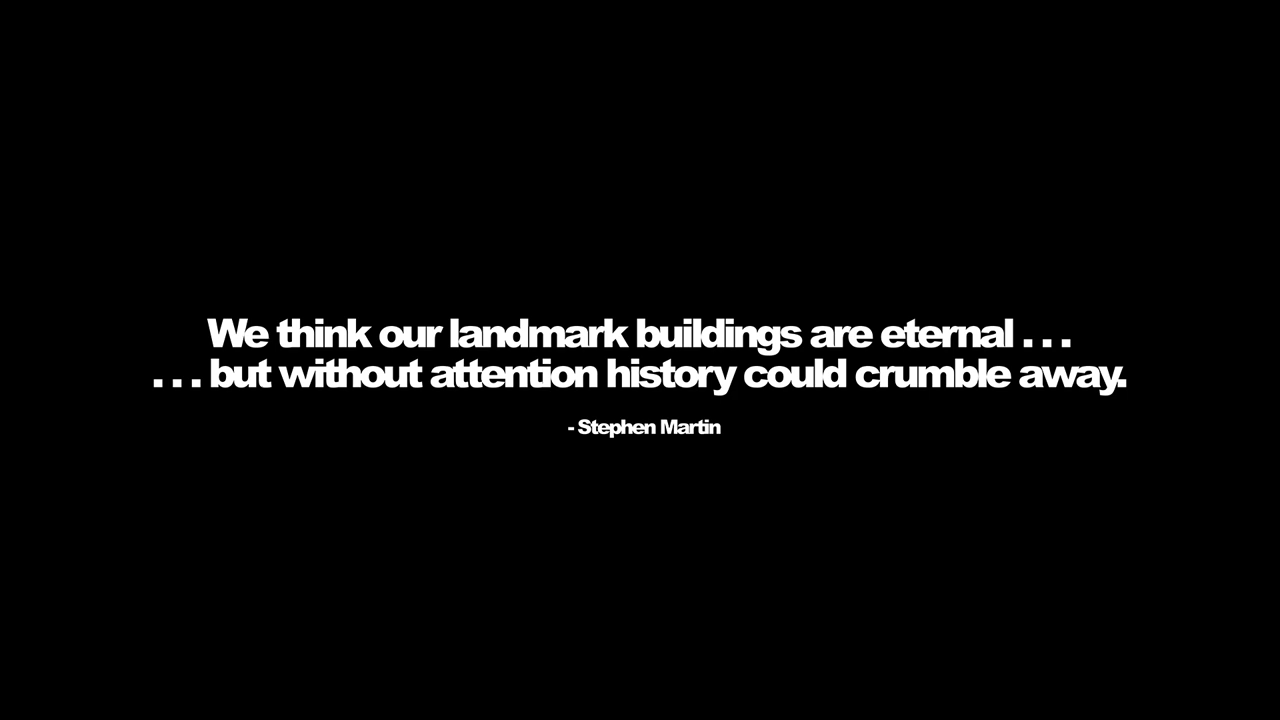 We think our landmark buildings are eternal . . .
. . . but without attention history could crumble away.
- Stephen Martin